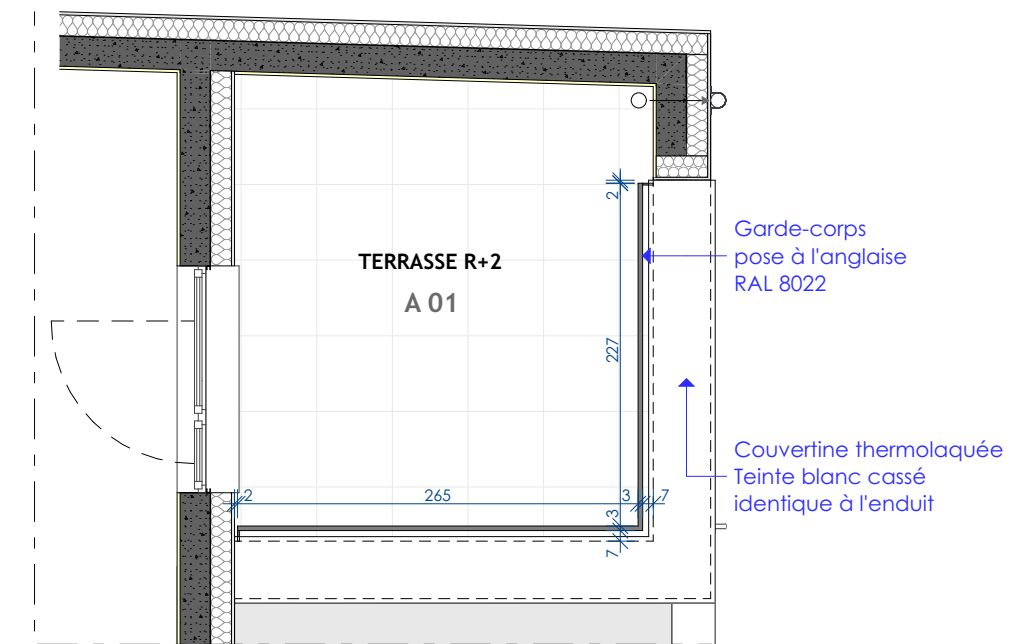 2
Garde-corps
pose à l'anglaise
RAL 8022
TERRASSE R+2
A 01
227
Couvertine thermolaquée
Teinte blanc cassé
identique à l'enduit
2
265
3
7
3
7